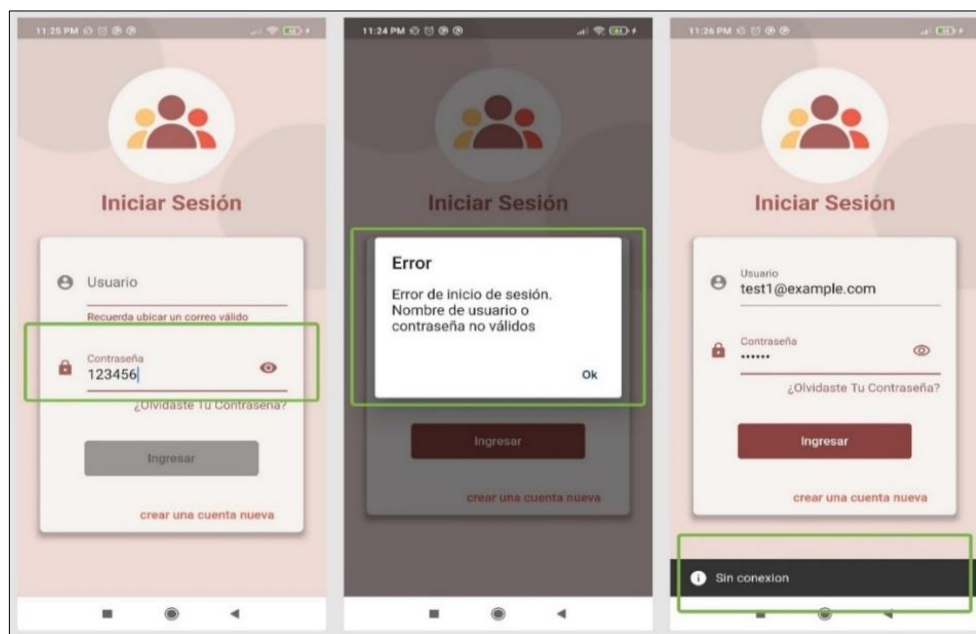 11:25 PM
Iniciar Sesión
Usuario
Recuerda ubicar un correo válido
Contraseña
123456
¿Olvidaste Tu Contraseña?
Ingresar
crear una cuenta nueva
11:24 PM
Iniciar Sesión
Error
Error de inicio de sesión.
Nombre de usuario o
contraseña no válidos
Ok
Ingresar
crear una cuenta nueva
11:26 PM
Iniciar Sesión
Usuario
test1@example.com
Contraseña
••••••
¿Olvidaste Tu Contraseña?
Ingresar
crear una cuenta nueva
Sin conexion